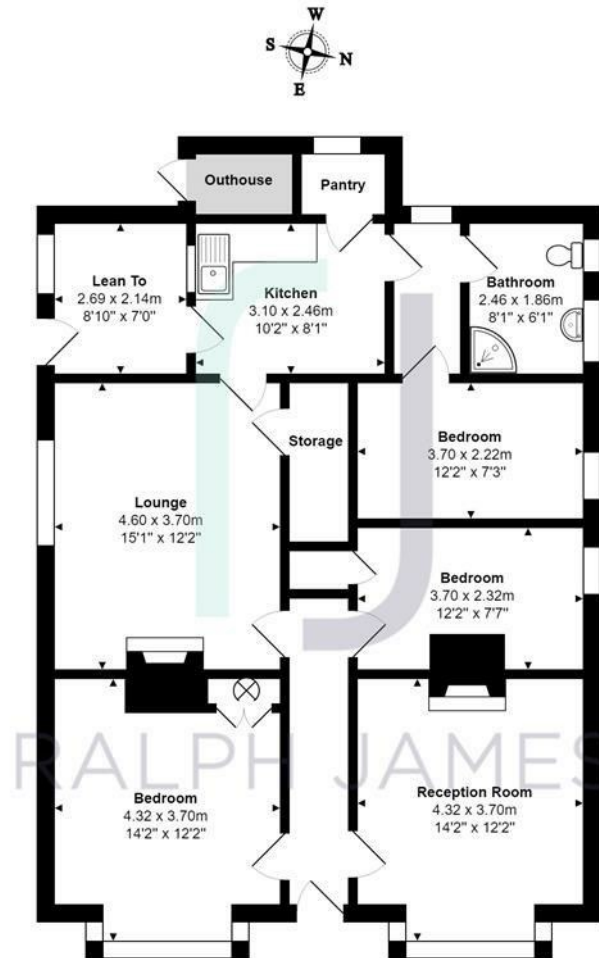 W
S
N
E
Outhouse
Pantry
Lean To
2.69 x 2.14m
8'10" x 7'0"
Kitchen
3.10 x 2.46m
10'2" x 8'1"
Bathroom
2.46 x 1.86m
8'1" x 6'1"
Storage
Bedroom
3.70 x 2.22m
12'2" x 7'3"
Lounge
4.60 x 3.70m
15'1" x 12'2"
Bedroom
3.70 x 2.32m
12'2" x 7'7"
RALPH JAMES
Bedroom
4.32 x 3.70m
14'2" x 12'2"
Reception Room
4.32 x 3.70m
14'2" x 12'2"